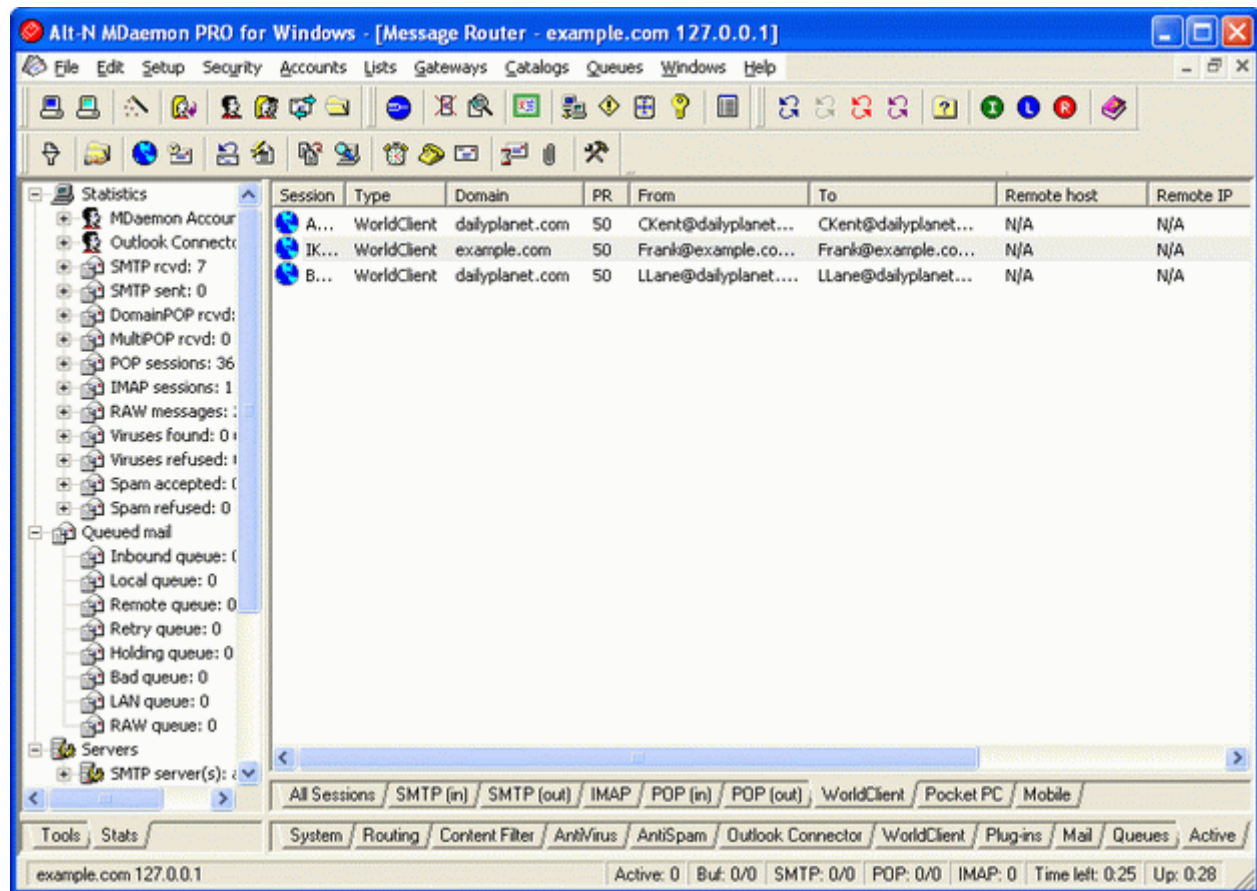 Alt-N MDaemon PRO for Windows - [Message Router - example.com 127.0.0.1]
File Edit Setup Security Accounts Lists Gateways Catalogs Queues Windows Help
Statistics
MDaemon Accour
Outlook Connecto
SMTP rcvd: 7
SMTP sent: 0
DomainPOP rcvd:
MultiPOP rcvd: 0
POP sessions: 36
IMAP sessions: 1
RAW messages:
Viruses found: 0
Viruses refused:
Spam accepted: (
Spam refused: 0
Queued mail
Inbound queue: (
Local queue: 0
Remote queue: 0
Retry queue: 0
Holding queue: 0
Bad queue: 0
LAN queue: 0
RAW queue: 0
Servers
SMTP server(s): a
Session Type Domain PR From To Remote host Remote IP
A... WorldClient dailyplanet.com 50 CKent@dailyplanet... CKent@dailyplanet... N/A N/A
IK... WorldClient example.com 50 Frank@example.co... Frank@example.co... N/A N/A
B... WorldClient dailyplanet.com 50 LLane@dailyplanet.... LLane@dailyplanet... N/A N/A
All Sessions SMTP (in) SMTP (out) IMAP POP (in) POP (out) WorldClient Pocket PC Mobile
Tools Stats
System Routing Content Filter AntiVirus AntiSpam Outlook Connector WorldClient Plug-ins Mail Queues Active
example.com 127.0.0.1
Active: 0 Buf: 0/0 SMTP: 0/0 POP: 0/0 IMAP: 0 Time left: 0:25 Up: 0:28